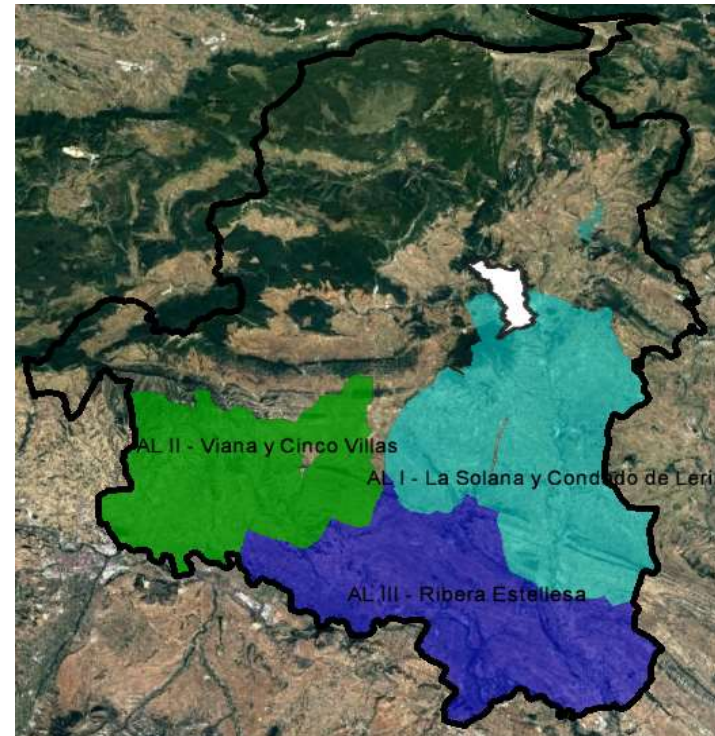 AL II - Viana y Cinco Villas
AL I - La Solana y Condado de Leri
AL III - Ribera Estellesa